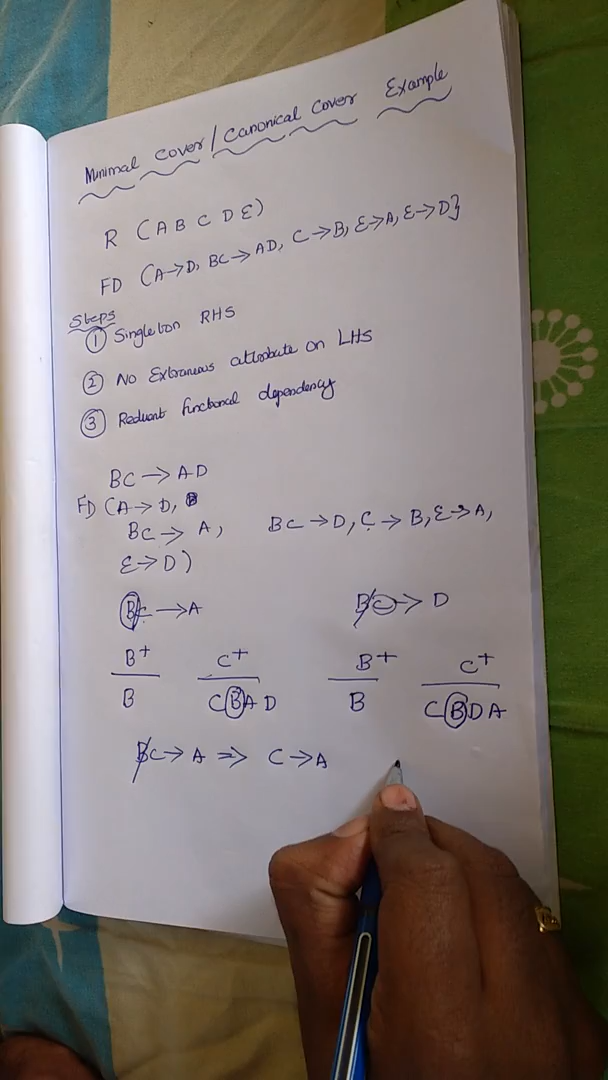 Minimal Cover / Canonical Cover Example
R (A B C D E)
FD (A→D, BC→AD, C→B, E→A, E→D}
Steps
① Singleton RHS
② No Extraneous attribute on LHS
③ Reduant functional dependency
BC → AD
FD (A→D,
BC → A, BC → D, C → B, E→A,
E→D)
BC → A BC → D
B+ C+ B+ C+
B CBAD B CBDA
BC → A ⇒ C → A